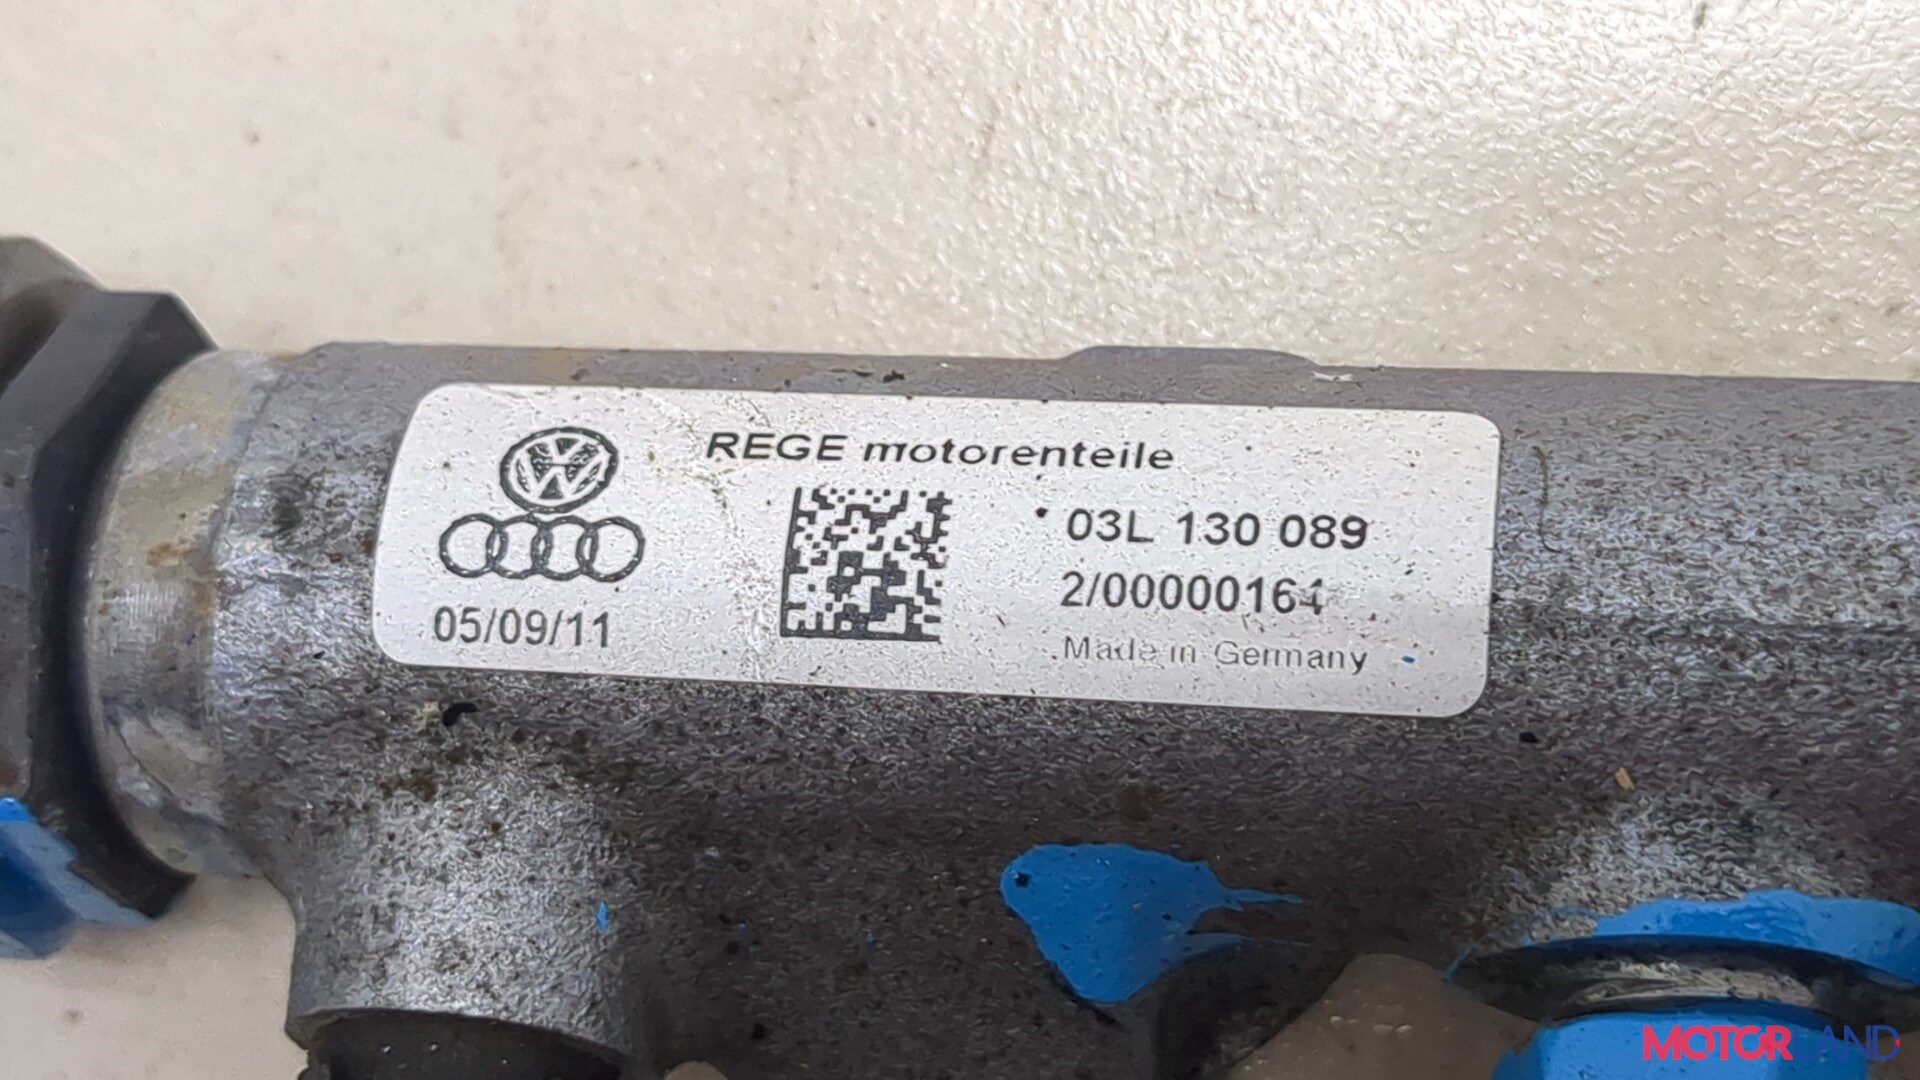 REGE motorenteile
03L 130 089
2/00000164
Made in Germany
05/09/11
MOTORLAND